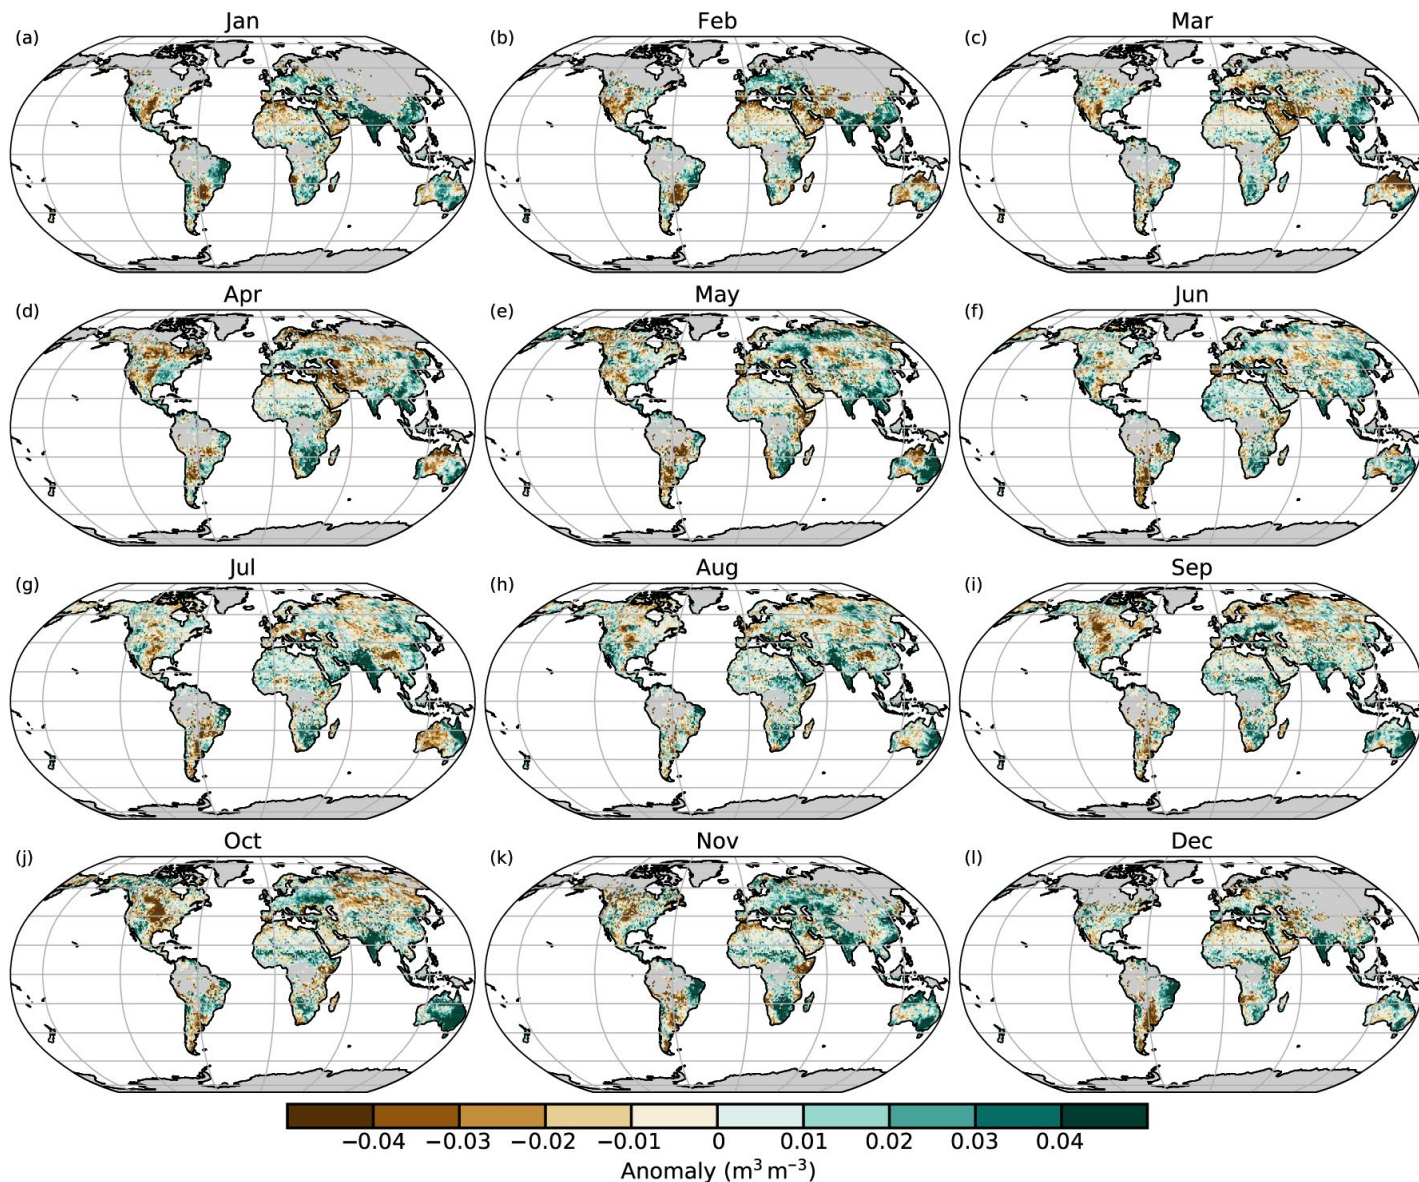 Jan Feb Mar
(a) (b) (c)
Apr May Jun
(d) (e) (f)
Jul Aug Sep
(g) (h) (i)
Oct Nov Dec
(j) (k) (l)
−0.04 −0.03 −0.02 −0.01 0 0.01 0.02 0.03 0.04
Anomaly (m³ m⁻³)